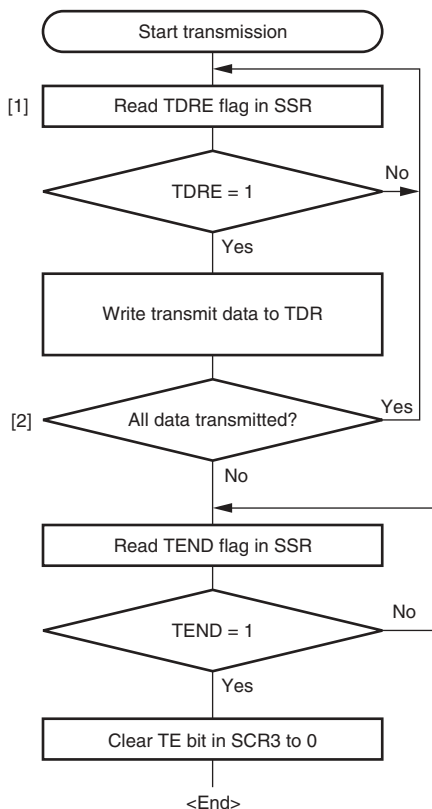 Start transmission
[1]
Read TDRE flag in SSR
No
TDRE = 1
Yes
Write transmit data to TDR
[2]
All data transmitted?
Yes
No
Read TEND flag in SSR
No
TEND = 1
Yes
Clear TE bit in SCR3 to 0
<End>